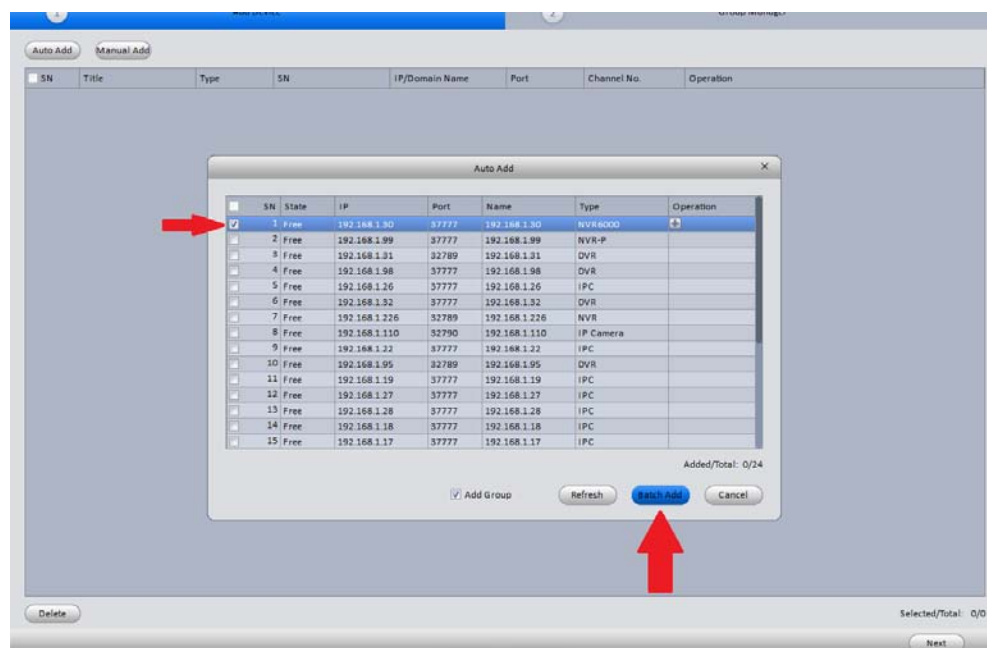 1 Add Device 2 Group Manager
Auto Add Manual Add
SN Title Type SN IP/Domain Name Port Channel No. Operation
Auto Add
SN State IP Port Name Type Operation
1 Free 192.168.1.30 37777 192.168.1.30 NVR6000
2 Free 192.168.1.99 37777 192.168.1.99 NVR-P
3 Free 192.168.1.31 32789 192.168.1.31 DVR
4 Free 192.168.1.98 37777 192.168.1.98 DVR
5 Free 192.168.1.26 37777 192.168.1.26 IPC
6 Free 192.168.1.32 37777 192.168.1.32 DVR
7 Free 192.168.1.226 32789 192.168.1.226 NVR
8 Free 192.168.1.110 32790 192.168.1.110 IP Camera
9 Free 192.168.1.22 37777 192.168.1.22 IPC
10 Free 192.168.1.95 32789 192.168.1.95 DVR
11 Free 192.168.1.19 37777 192.168.1.19 IPC
12 Free 192.168.1.27 37777 192.168.1.27 IPC
13 Free 192.168.1.28 37777 192.168.1.28 IPC
14 Free 192.168.1.18 37777 192.168.1.18 IPC
15 Free 192.168.1.17 37777 192.168.1.17 IPC
Added/Total: 0/24
Add Group Refresh Batch Add Cancel
Delete Selected/Total: 0/0
Next